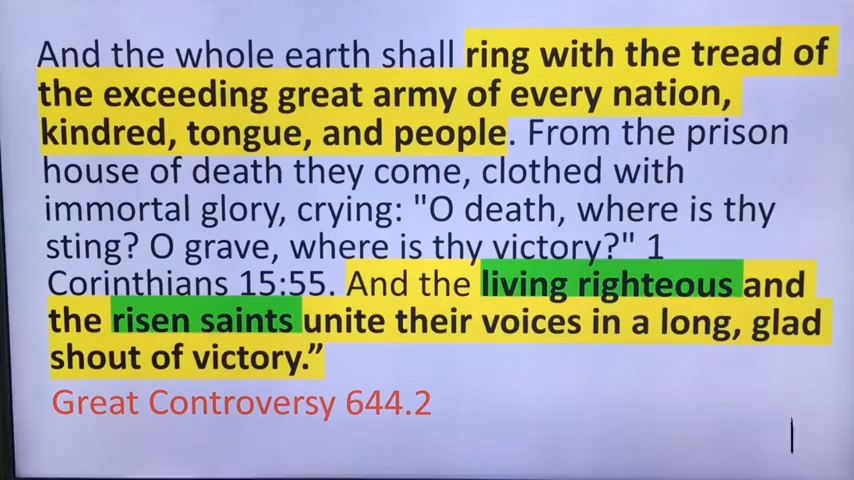 And the whole earth shall ring with the tread of
the exceeding great army of every nation,
kindred, tongue, and people. From the prison
house of death they come, clothed with
immortal glory, crying: "O death, where is thy
sting? O grave, where is thy victory?" 1
Corinthians 15:55. And the living righteous and
the risen saints unite their voices in a long, glad
shout of victory.”
Great Controversy 644.2